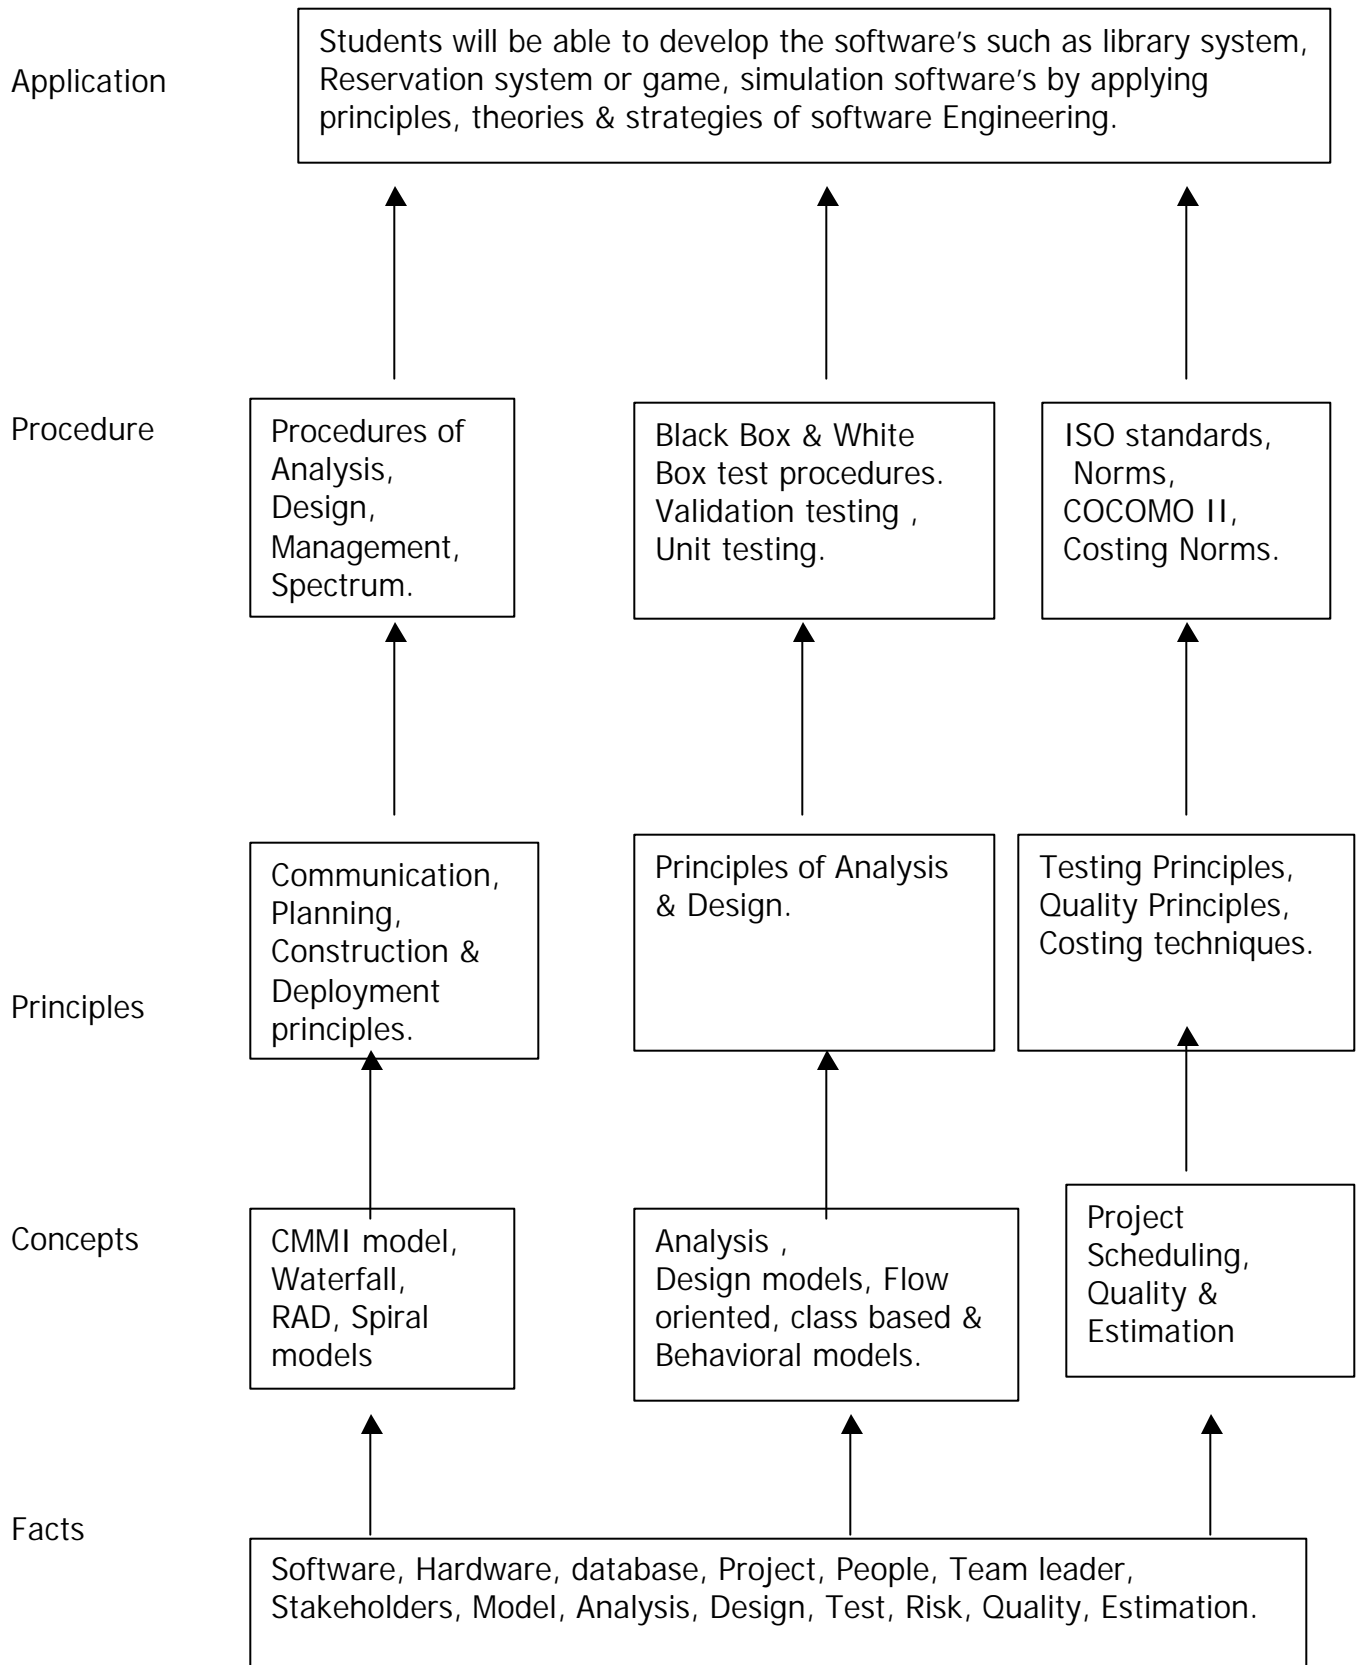 Application
Students will be able to develop the software's such as library system,
Reservation system or game, simulation software's by applying
principles, theories & strategies of software Engineering.
Procedure
Procedures of
Analysis,
Design,
Management,
Spectrum.
Black Box & White
Box test procedures.
Validation testing ,
Unit testing.
ISO standards,
Norms,
COCOMO II,
Costing Norms.
Principles
Communication,
Planning,
Construction &
Deployment
principles.
Principles of Analysis
& Design.
Testing Principles,
Quality Principles,
Costing techniques.
Concepts
CMMI model,
Waterfall,
RAD, Spiral
models
Analysis ,
Design models, Flow
oriented, class based &
Behavioral models.
Project
Scheduling,
Quality &
Estimation
Facts
Software, Hardware, database, Project, People, Team leader,
Stakeholders, Model, Analysis, Design, Test, Risk, Quality, Estimation.